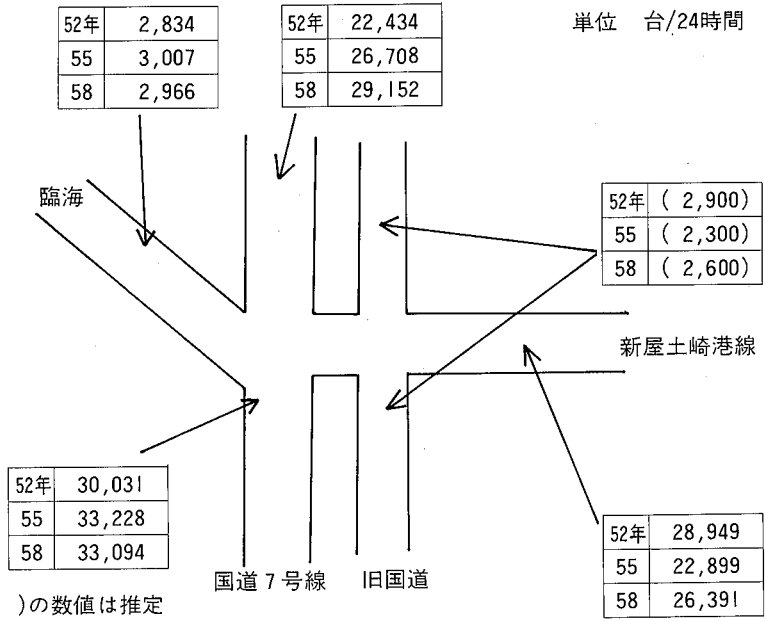 単位 台/24時間
52年 2,834
55 3,007
58 2,966
52年 22,434
55 26,708
58 29,152
臨海
52年 ( 2,900)
55 ( 2,300)
58 ( 2,600)
新屋土崎港線
52年 30,031
55 33,228
58 33,094
52年 28,949
55 22,899
58 26,391
国道7号線 旧国道
)の数値は推定